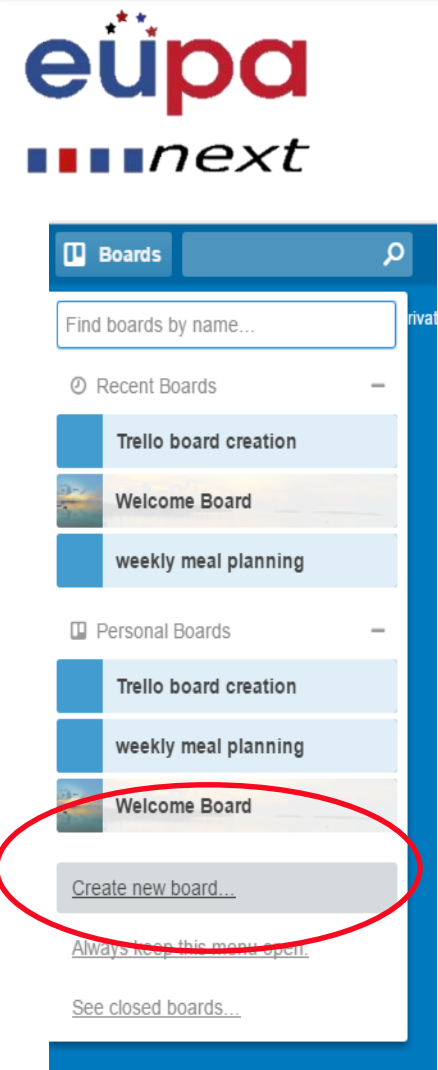 eupa
next
Boards
rivat
Find boards by name...
Recent Boards
Trello board creation
Welcome Board
weekly meal planning
Personal Boards
Trello board creation
weekly meal planning
Welcome Board
Create new board...
Always keep this menu open.
See closed boards...